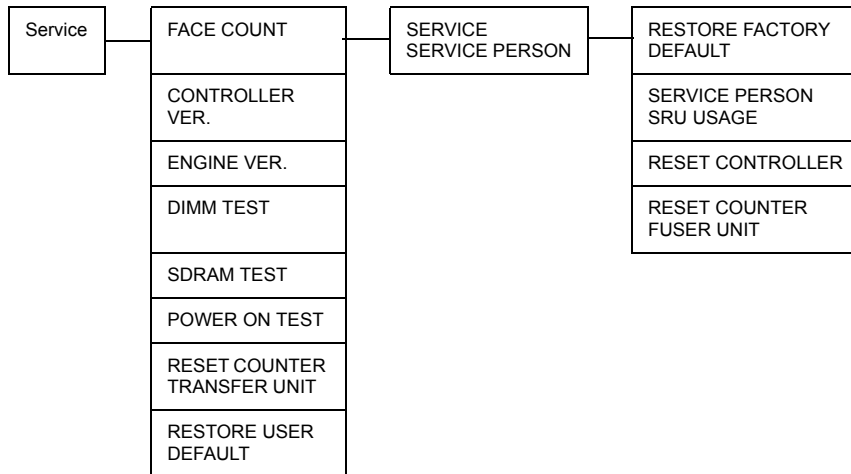 Service
FACE COUNT
CONTROLLER
VER.
ENGINE VER.
DIMM TEST
SDRAM TEST
POWER ON TEST
RESET COUNTER
TRANSFER UNIT
RESTORE USER
DEFAULT
SERVICE
SERVICE PERSON
RESTORE FACTORY
DEFAULT
SERVICE PERSON
SRU USAGE
RESET CONTROLLER
RESET COUNTER
FUSER UNIT